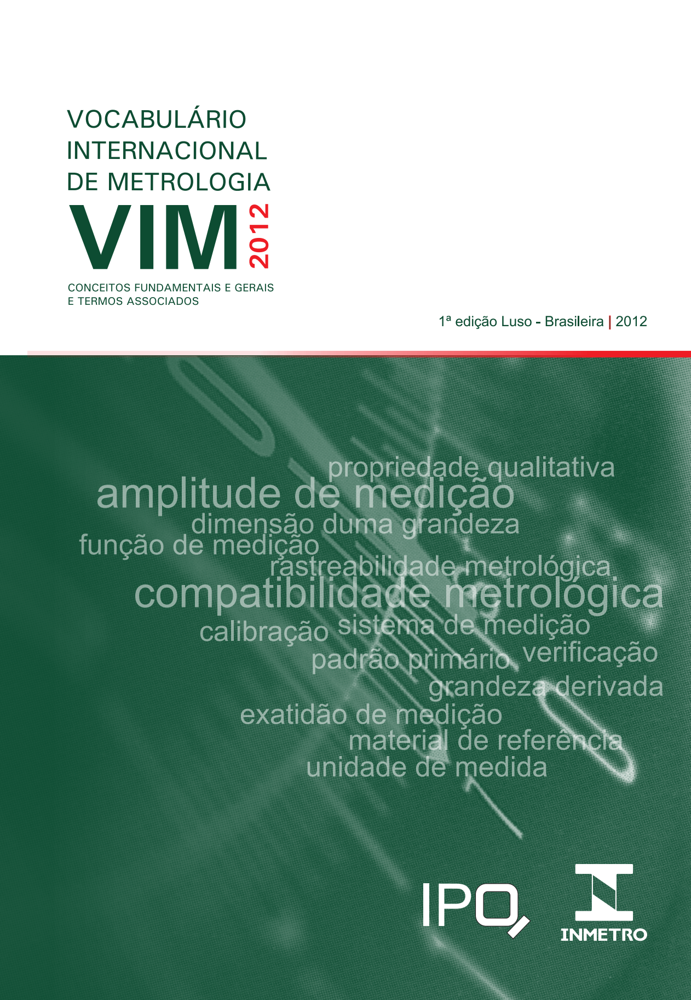 VOCABULÁRIO
INTERNACIONAL
DE METROLOGIA
VIM 2012
CONCEITOS FUNDAMENTAIS E GERAIS
E TERMOS ASSOCIADOS
1ª edição Luso - Brasileira | 2012
propriedade qualitativa
amplitude de medição
dimensão duma grandeza
função de medição
rastreabilidade metrológica
compatibilidade metrológica
calibração sistema de medição
padrão primário verificação
grandeza derivada
exatidão de medição
material de referência
unidade de medida
IPQ
INMETRO